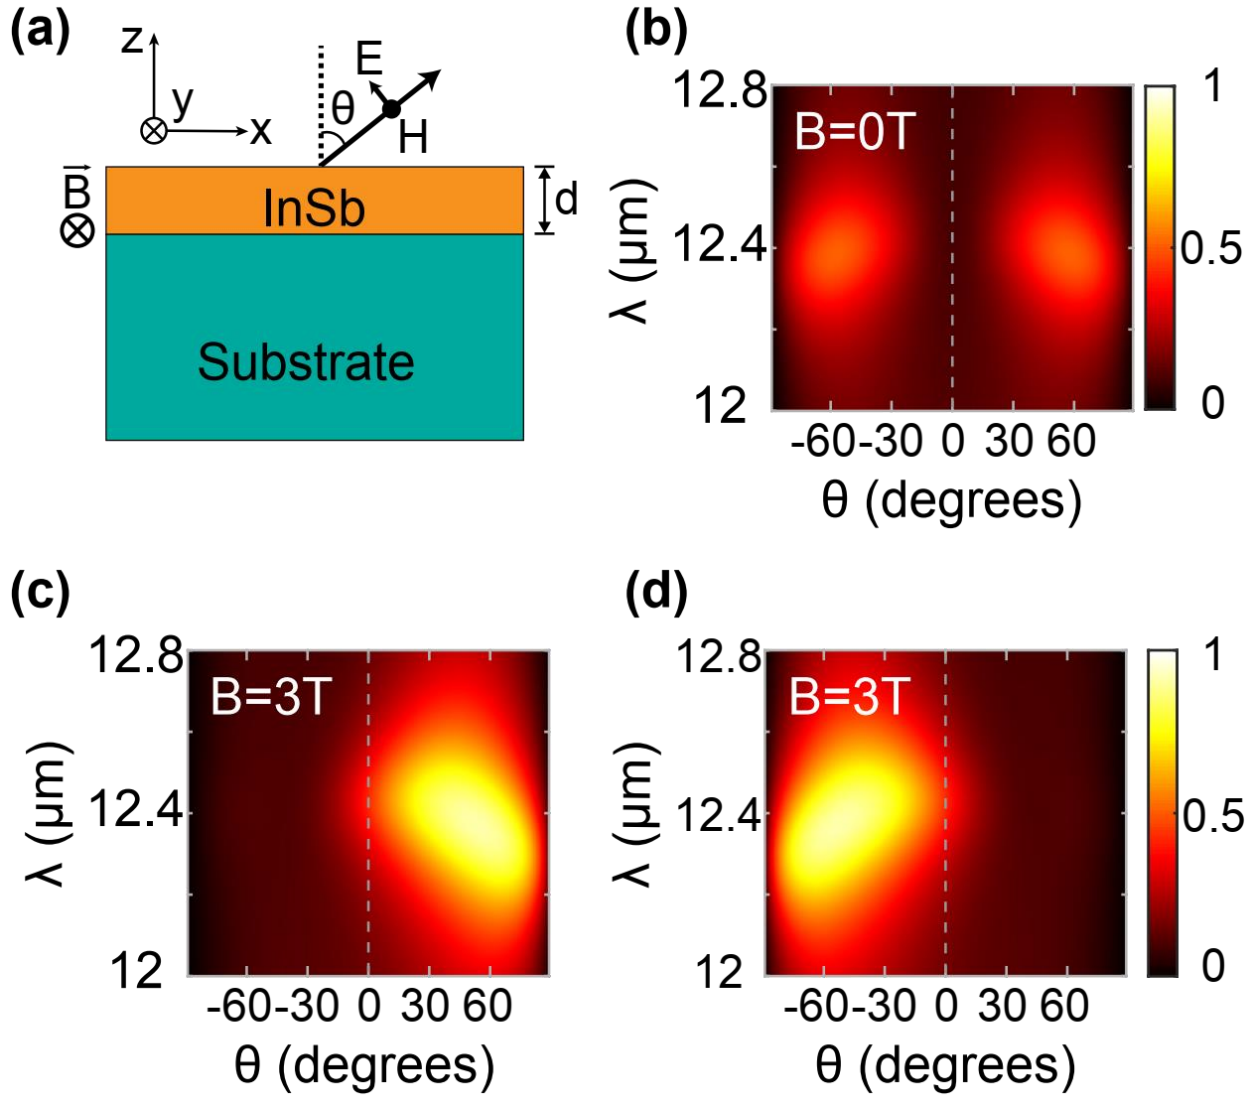 (a)
z
y
x
E
θ
H
B
InSb
d
Substrate
(b)
B=0T
12.8
12.4
12
λ (μm)
-60 -30 0 30 60
θ (degrees)
1
0.5
0
(c)
B=3T
12.8
12.4
12
λ (μm)
-60 -30 0 30 60
θ (degrees)
(d)
B=3T
12.8
12.4
12
λ (μm)
-60 -30 0 30 60
θ (degrees)
1
0.5
0